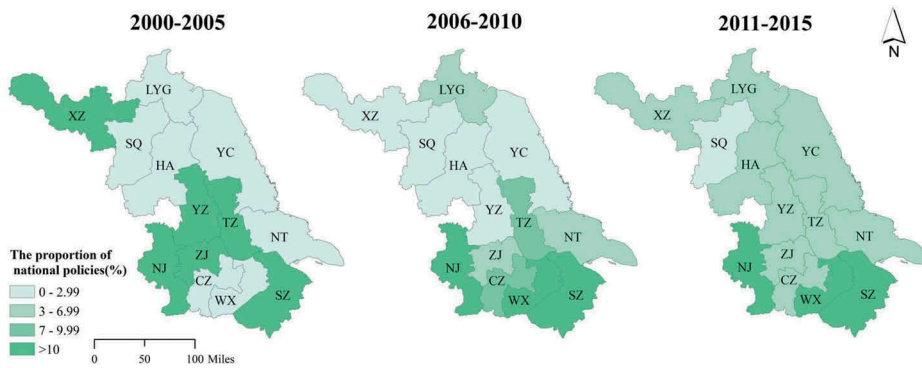 2000-2005
2006-2010
2011-2015
N
LYG
XZ
SQ
HA
YC
YZ
TZ
NT
NJ
ZJ
CZ
WX
SZ
LYG
XZ
SQ
HA
YC
YZ
TZ
NT
NJ
ZJ
CZ
WX
SZ
LYG
XZ
SQ
HA
YC
YZ
TZ
NT
NJ
ZJ
CZ
WX
SZ
The proportion of
national policies(%)
0 - 2.99
3 - 6.99
7 - 9.99
>10
0 50 100 Miles